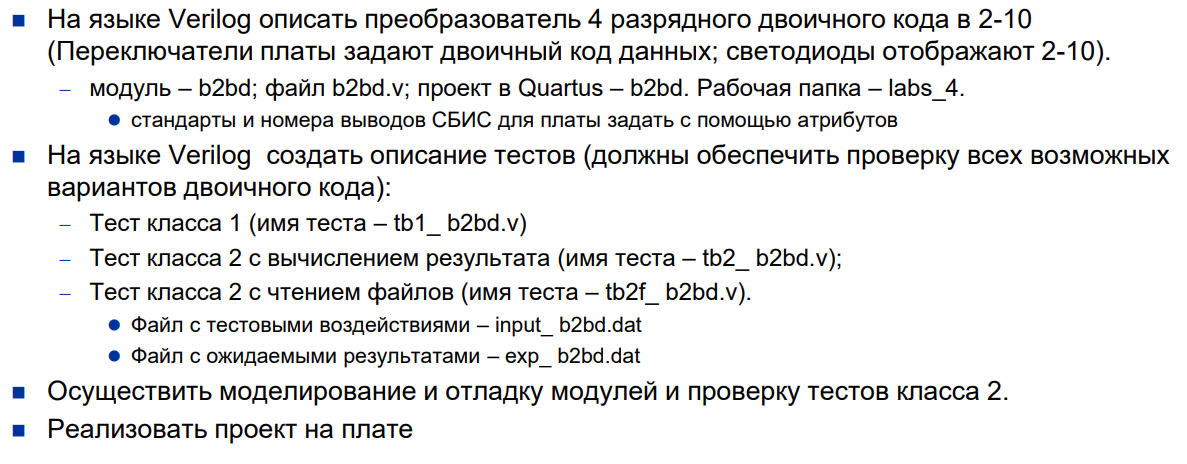 На языке Verilog описать преобразователь 4 разрядного двоичного кода в 2-10
(Переключатели платы задают двоичный код данных; светодиоды отображают 2-10).
– модуль – b2bd; файл b2bd.v; проект в Quartus – b2bd. Рабочая папка – labs_4.
стандарты и номера выводов СБИС для платы задать с помощью атрибутов
На языке Verilog создать описание тестов (должны обеспечить проверку всех возможных
вариантов двоичного кода):
– Тест класса 1 (имя теста – tb1_ b2bd.v)
– Тест класса 2 с вычислением результата (имя теста – tb2_ b2bd.v);
– Тест класса 2 с чтением файлов (имя теста – tb2f_ b2bd.v).
Файл с тестовыми воздействиями – input_ b2bd.dat
Файл с ожидаемыми результатами – exp_ b2bd.dat
Осуществить моделирование и отладку модулей и проверку тестов класса 2.
Реализовать проект на плате